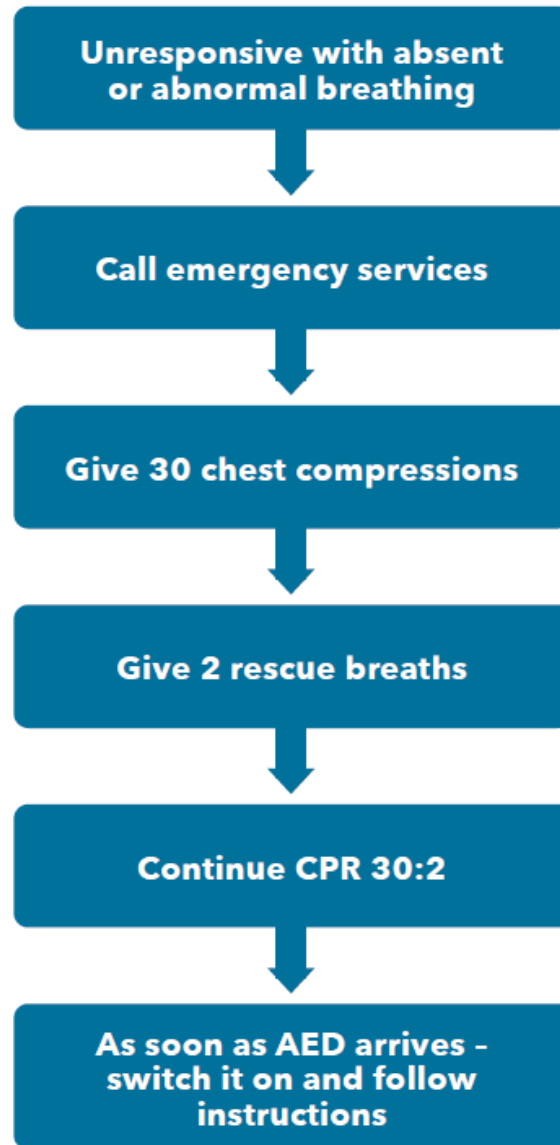 Unresponsive with absent
or abnormal breathing
Call emergency services
Give 30 chest compressions
Give 2 rescue breaths
Continue CPR 30:2
As soon as AED arrives –
switch it on and follow
instructions